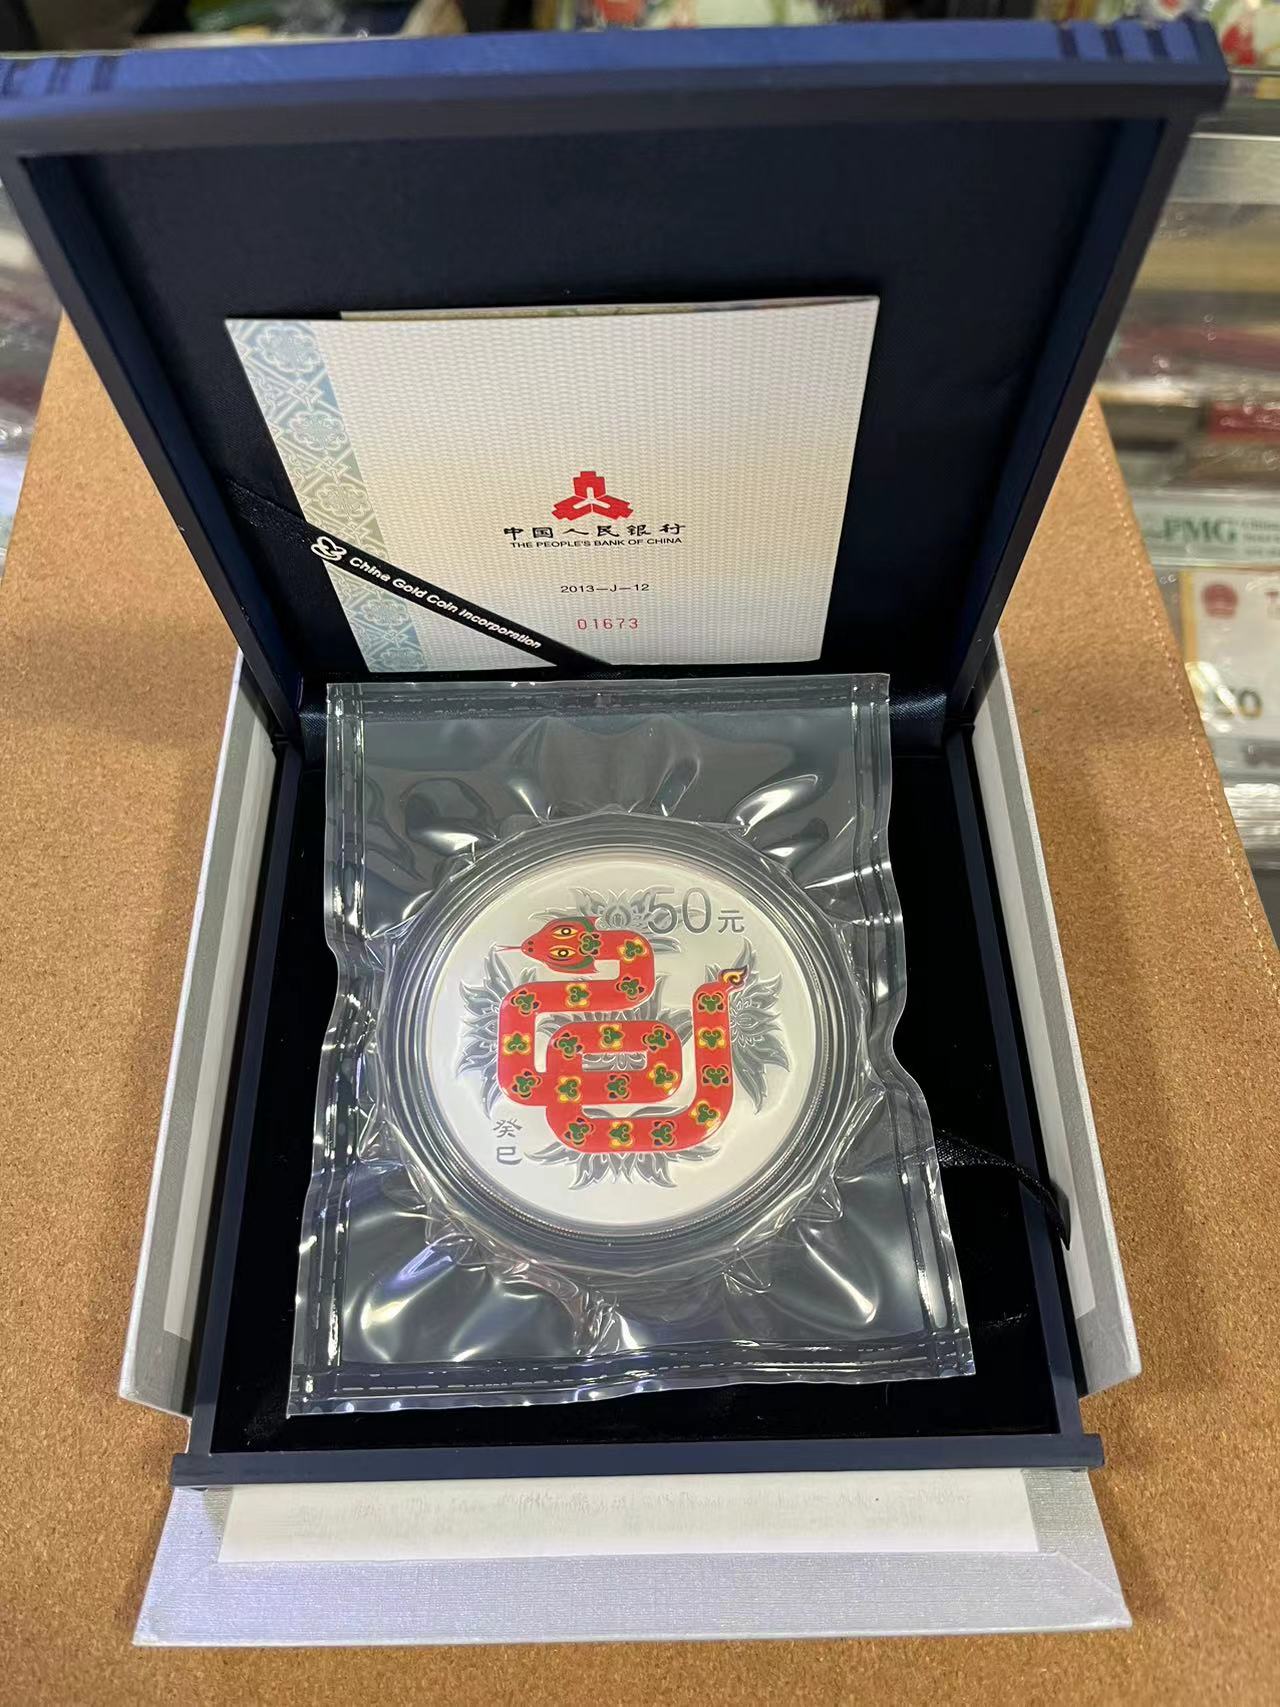 中国人民银行
THE PEOPLE'S BANK OF CHINA
2013—J—12
01673
China Gold Coin Incorporation
50元
癸
巳
PMG
50